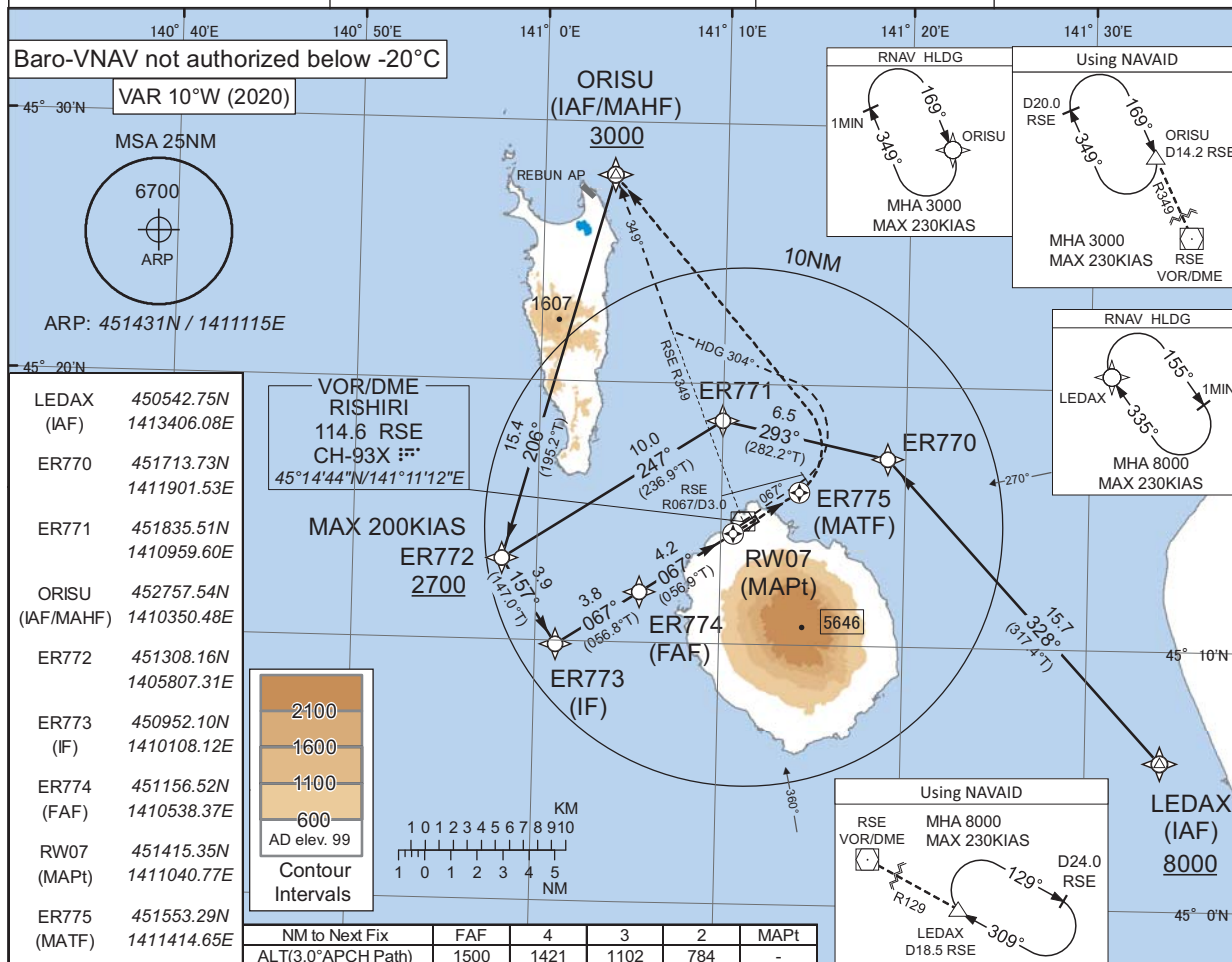 140° 40'E
140° 50'E
141° 0'E
141° 10'E
141° 20'E
141° 30'E
Baro-VNAV not authorized below -20°C
VAR 10°W (2020)
45° 30'N
MSA 25NM
6700
ARP
ARP: 451431N / 1411115E
ORISU
(IAF/MAHF)
3000
REBUN AP
349°
1607
10NM
RNAV HLDG
169°
1MIN
349°
ORISU
MHA 3000
MAX 230KIAS
Using NAVAID
D20.0
RSE
169°
349°
ORISU
D14.2 RSE
R349
MHA 3000
MAX 230KIAS
RSE
VOR/DME
RNAV HLDG
155°
1MIN
LEDAX
335°
MHA 8000
MAX 230KIAS
45° 20'N
VOR/DME
RISHIRI
114.6 RSE
CH-93X
45°14'44"N/141°11'12"E
RSE R349
HDG 304°
ER771
6.5
293°
(282.2°T)
ER770
15.4
206°
(195.2°T)
10.0
247°
(236.9°T)
RSE
R067/D3.0
067°
ER775
(MATF)
270°
MAX 200KIAS
ER772
2700
3.9
157°
(147.0°T)
4.2
067°
(056.9°T)
RW07
(MAPt)
3.8
067°
(056.8°T)
ER774
(FAF)
5646
ER773
(IF)
15.7
328°
(317.4°T)
45° 10'N
360°
LEDAX
(IAF)
8000
LEDAX 450542.75N
(IAF) 1413406.08E
ER770 451713.73N
1411901.53E
ER771 451835.51N
1410959.60E
ORISU 452757.54N
(IAF/MAHF) 1410350.48E
ER772 451308.16N
1405807.31E
ER773 450952.10N
(IF) 1410108.12E
ER774 451156.52N
(FAF) 1410538.37E
RW07 451415.35N
(MAPt) 1411040.77E
ER775 451553.29N
(MATF) 1411414.65E
2100
1600
1100
600
AD elev. 99
Contour
Intervals
KM
1 0 1 2 3 4 5 6 7 8 9 10
1 0 1 2 3 4 5
NM
Using NAVAID
RSE
VOR/DME
MHA 8000
MAX 230KIAS
129°
D24.0
RSE
R129
LEDAX
D18.5 RSE
309°
45° 0'N
NM to Next Fix FAF 4 3 2 MAPt
ALT(3.0°APCH Path) 1500 1421 1102 784 -